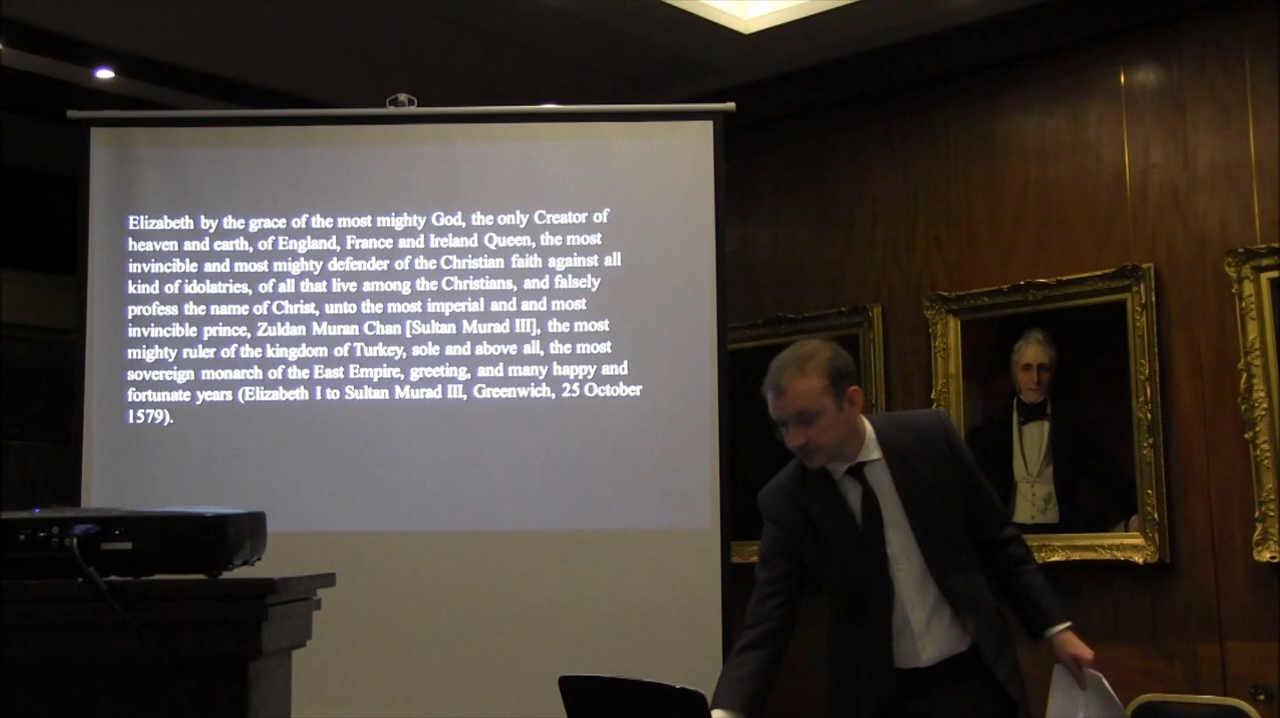 Elizabeth by the grace of the most mighty God, the only Creator of
heaven and earth, of England, France and Ireland Queen, the most
invincible and most mighty defender of the Christian faith against all
kind of idolatries, of all that live among the Christians, and falsely
profess the name of Christ, unto the most imperial and and most
invincible prince, Zuldan Muran Chan [Sultan Murad III], the most
mighty ruler of the kingdom of Turkey, sole and above all, the most
sovereign monarch of the East Empire, greeting, and many happy and
fortunate years (Elizabeth I to Sultan Murad III, Greenwich, 25 October
1579).